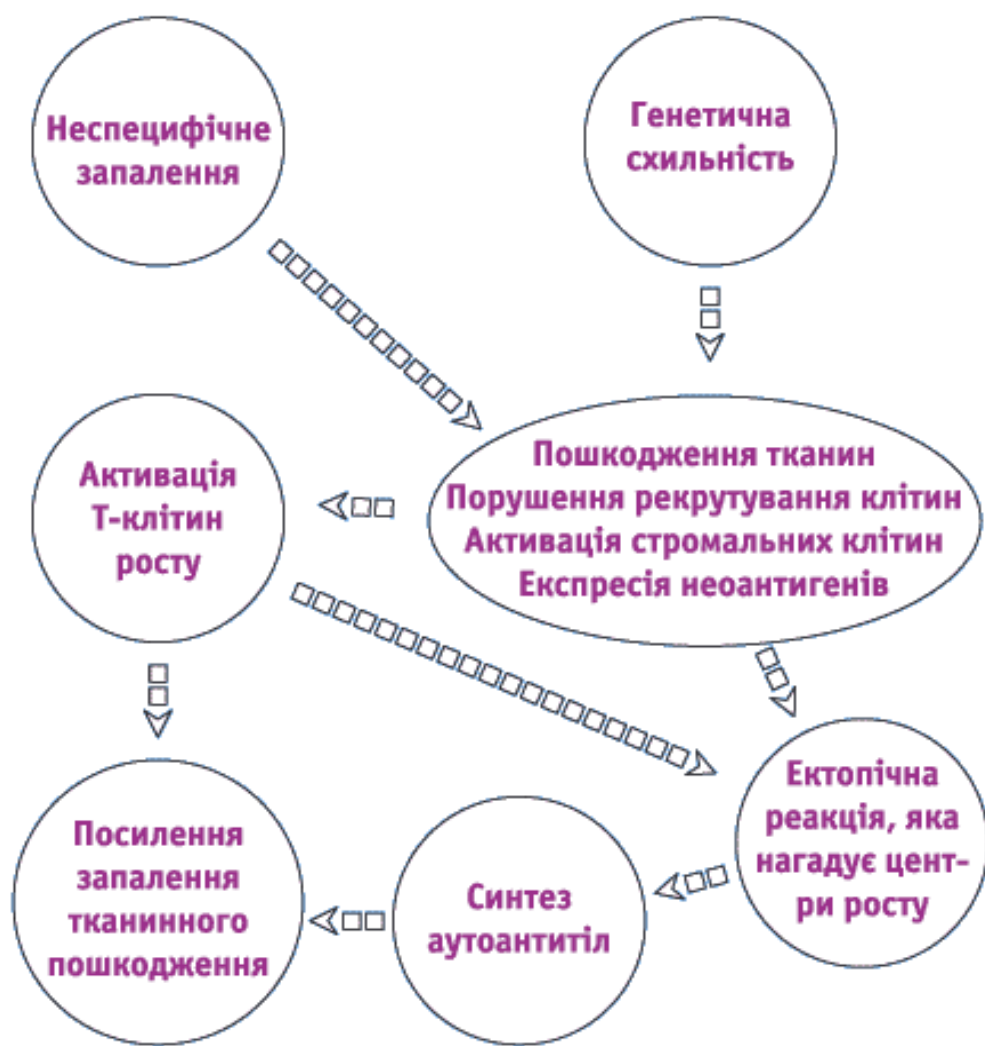 Неспецифічне
запалення
Генетична
схильність
Активація
Т-клітин
росту
Пошкодження тканин
Порушення рекрутування клітин
Активація стромальних клітин
Експресія неоантигенів
Посилення
запалення
тканинного
пошкодження
Синтез
аутоантитіл
Ектопічна
реакція, яка
нагадує цент-
ри росту